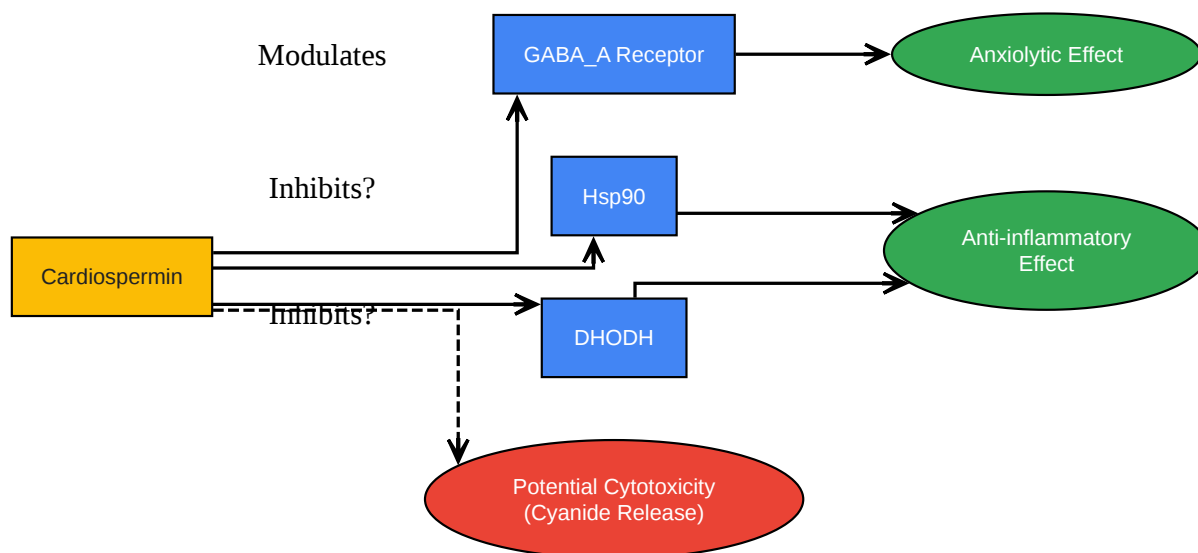 Modulates
GABA_A Receptor
Anxiolytic Effect
Inhibits?
Hsp90
Anti-inflammatory
Effect
Cardiospermin
Inhibits?
DHODH
Potential Cytotoxicity
(Cyanide Release)